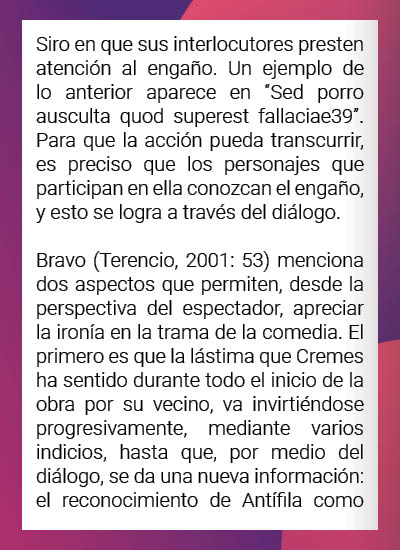 Siro en que sus interlocutores presten
atención al engaño. Un ejemplo de
lo anterior aparece en “Sed porro
ausculta quod superest fallaciae39”.
Para que la acción pueda transcurrir,
es preciso que los personajes que
participan en ella conozcan el engaño,
y esto se logra a través del diálogo.

Bravo (Terencio, 2001: 53) menciona
dos aspectos que permiten, desde la
perspectiva del espectador, apreciar
la ironía en la trama de la comedia. El
primero es que la lástima que Cremes
ha sentido durante todo el inicio de la
obra por su vecino, va invirtiéndose
progresivamente, mediante varios
indicios, hasta que, por medio del
diálogo, se da una nueva información:
el reconocimiento de Antífila como